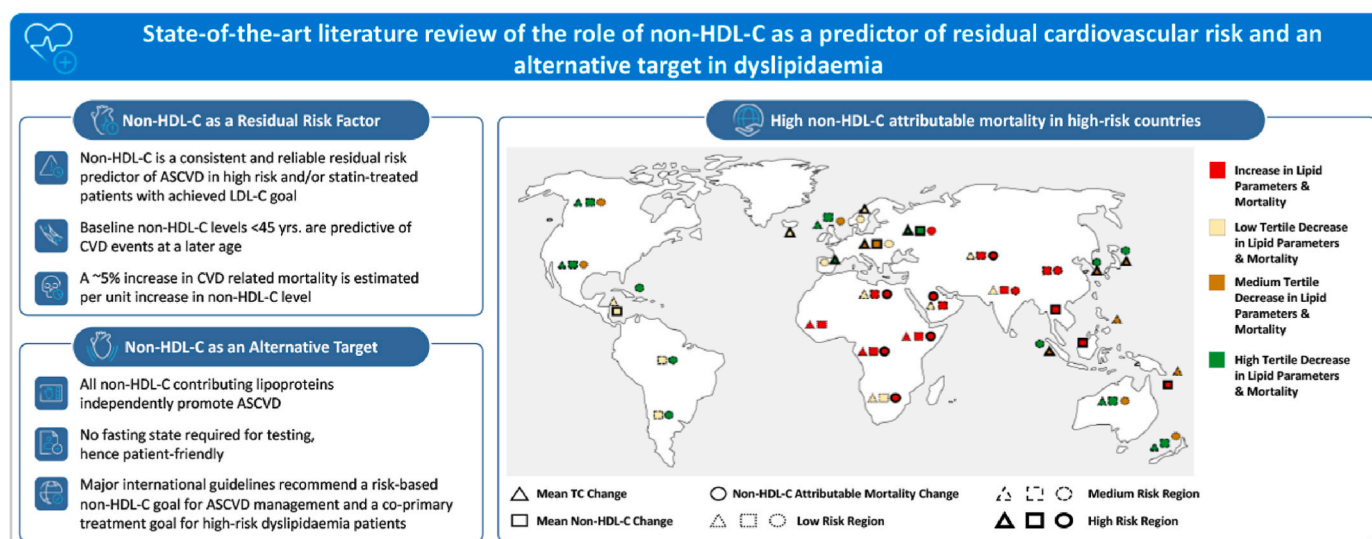 State-of-the-art literature review of the role of non-HDL-C as a predictor of residual cardiovascular risk and an
alternative target in dyslipidaemia
Non-HDL-C as a Residual Risk Factor
Non-HDL-C is a consistent and reliable residual risk
predictor of ASCVD in high risk and/or statin-treated
patients with achieved LDL-C goal
Baseline non-HDL-C levels <45 yrs. are predictive of
CVD events at a later age
A ~5% increase in CVD related mortality is estimated
per unit increase in non-HDL-C level
Non-HDL-C as an Alternative Target
All non-HDL-C contributing lipoproteins
independently promote ASCVD
No fasting state required for testing,
hence patient-friendly
Major international guidelines recommend a risk-based
non-HDL-C goal for ASCVD management and a co-primary
treatment goal for high-risk dyslipidaemia patients
High non-HDL-C attributable mortality in high-risk countries
Increase in Lipid
Parameters &
Mortality
Low Tertile Decrease
in Lipid Parameters
& Mortality
Medium Tertile
Decrease in Lipid
Parameters &
Mortality
High Tertile Decrease
in Lipid Parameters
& Mortality
Mean TC Change
Non-HDL-C Attributable Mortality Change
Medium Risk Region
Mean Non-HDL-C Change
Low Risk Region
High Risk Region